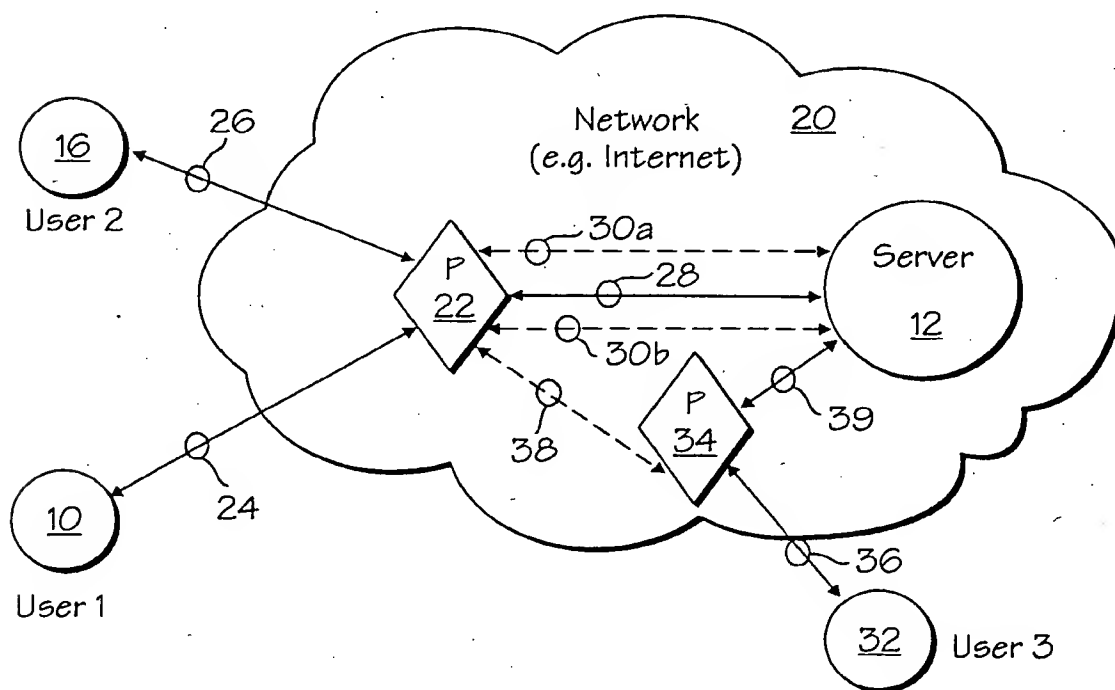 Network
(e.g. Internet)
20
26
16
User 2
30a
Server
12
P
22
28
30b
P
34
39
38
24
10
User 1
36
32
User 3